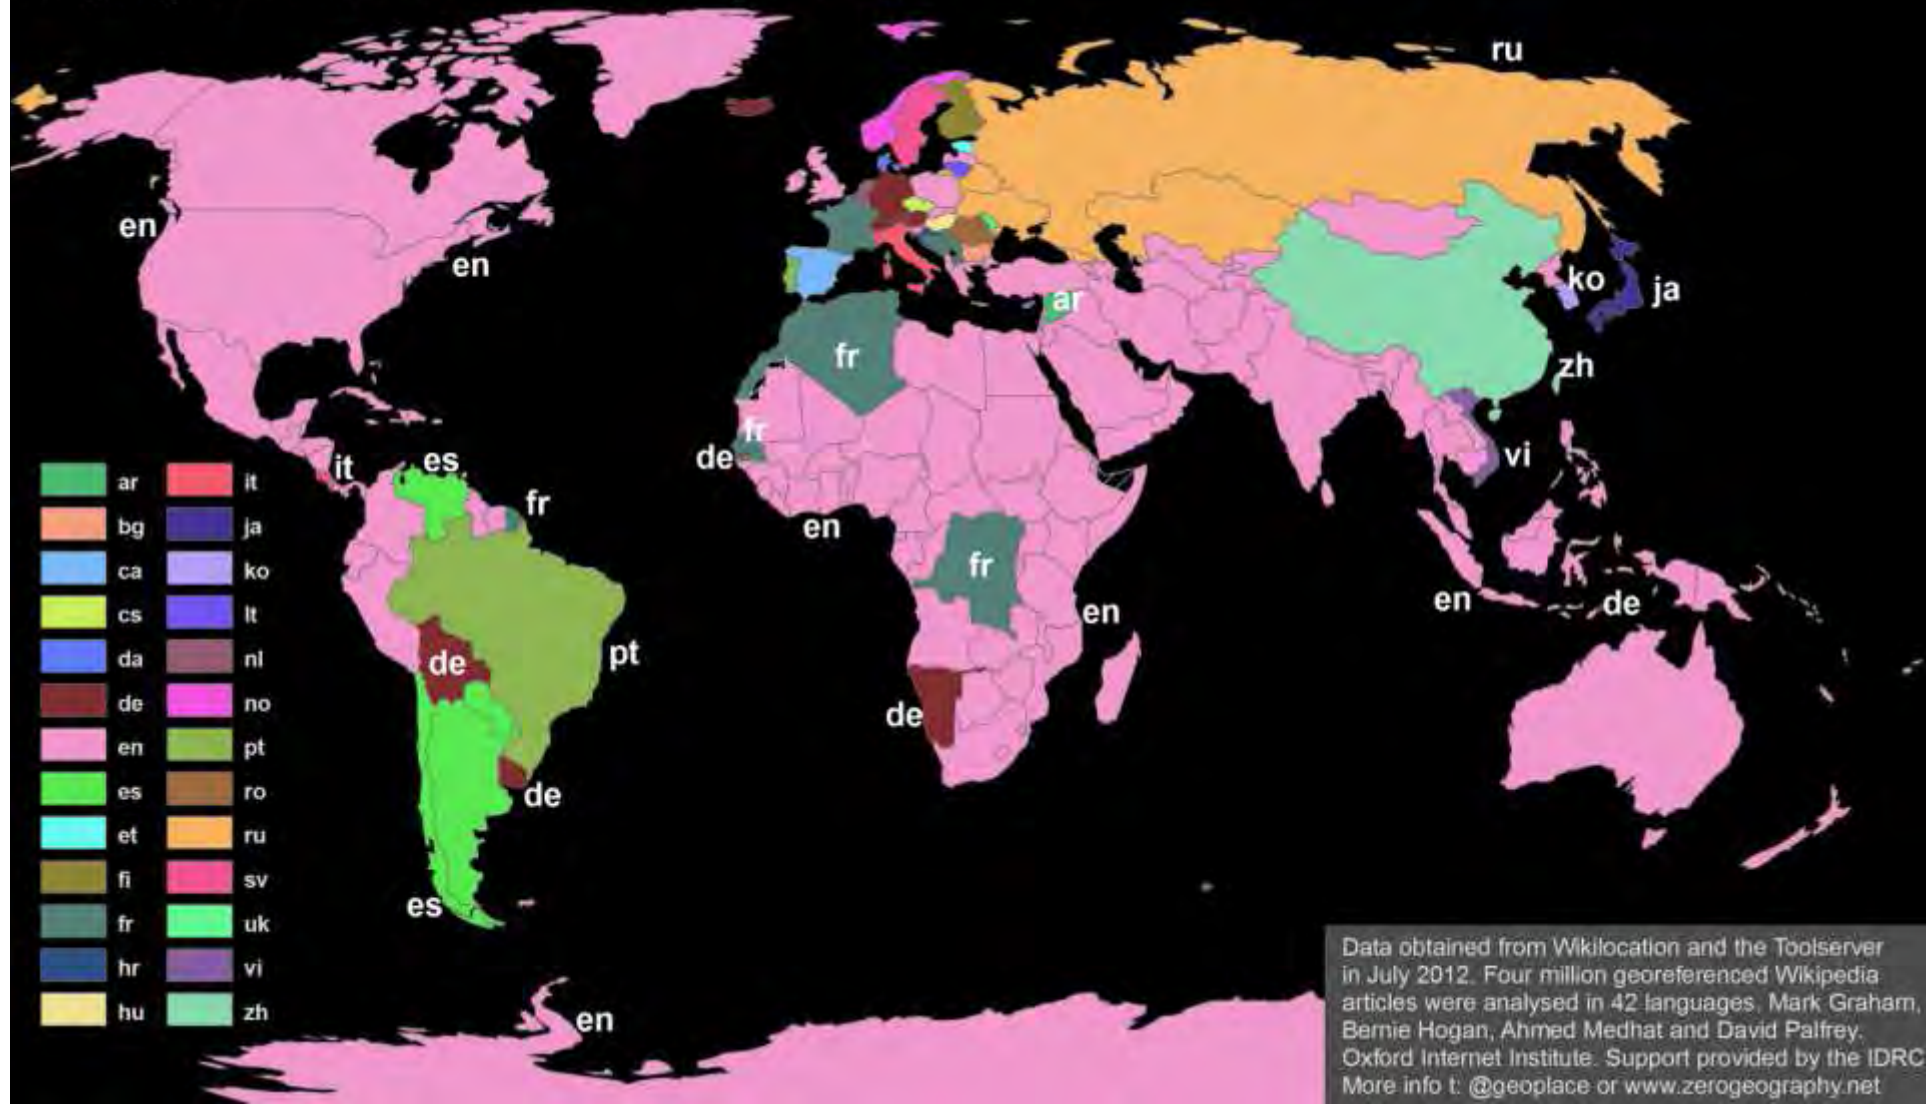 ru
en
en
ko
ja
ar
fr
zh
fr
de
it
es
vi
fr
en
fr
en
en
de
pt
de
de
de
es
en
ar it
bg ja
ca ko
cs lt
da nl
de no
en pt
es ro
et ru
fi sv
fr uk
hr vi
hu zh
Data obtained from Wikilocation and the Toolserver
in July 2012. Four million georeferenced Wikipedia
articles were analysed in 42 languages. Mark Graham,
Bernie Hogan, Ahmed Medhat and David Palfrey.
Oxford Internet Institute. Support provided by the IDRC
More info t: @geoplace or www.zerogeography.net